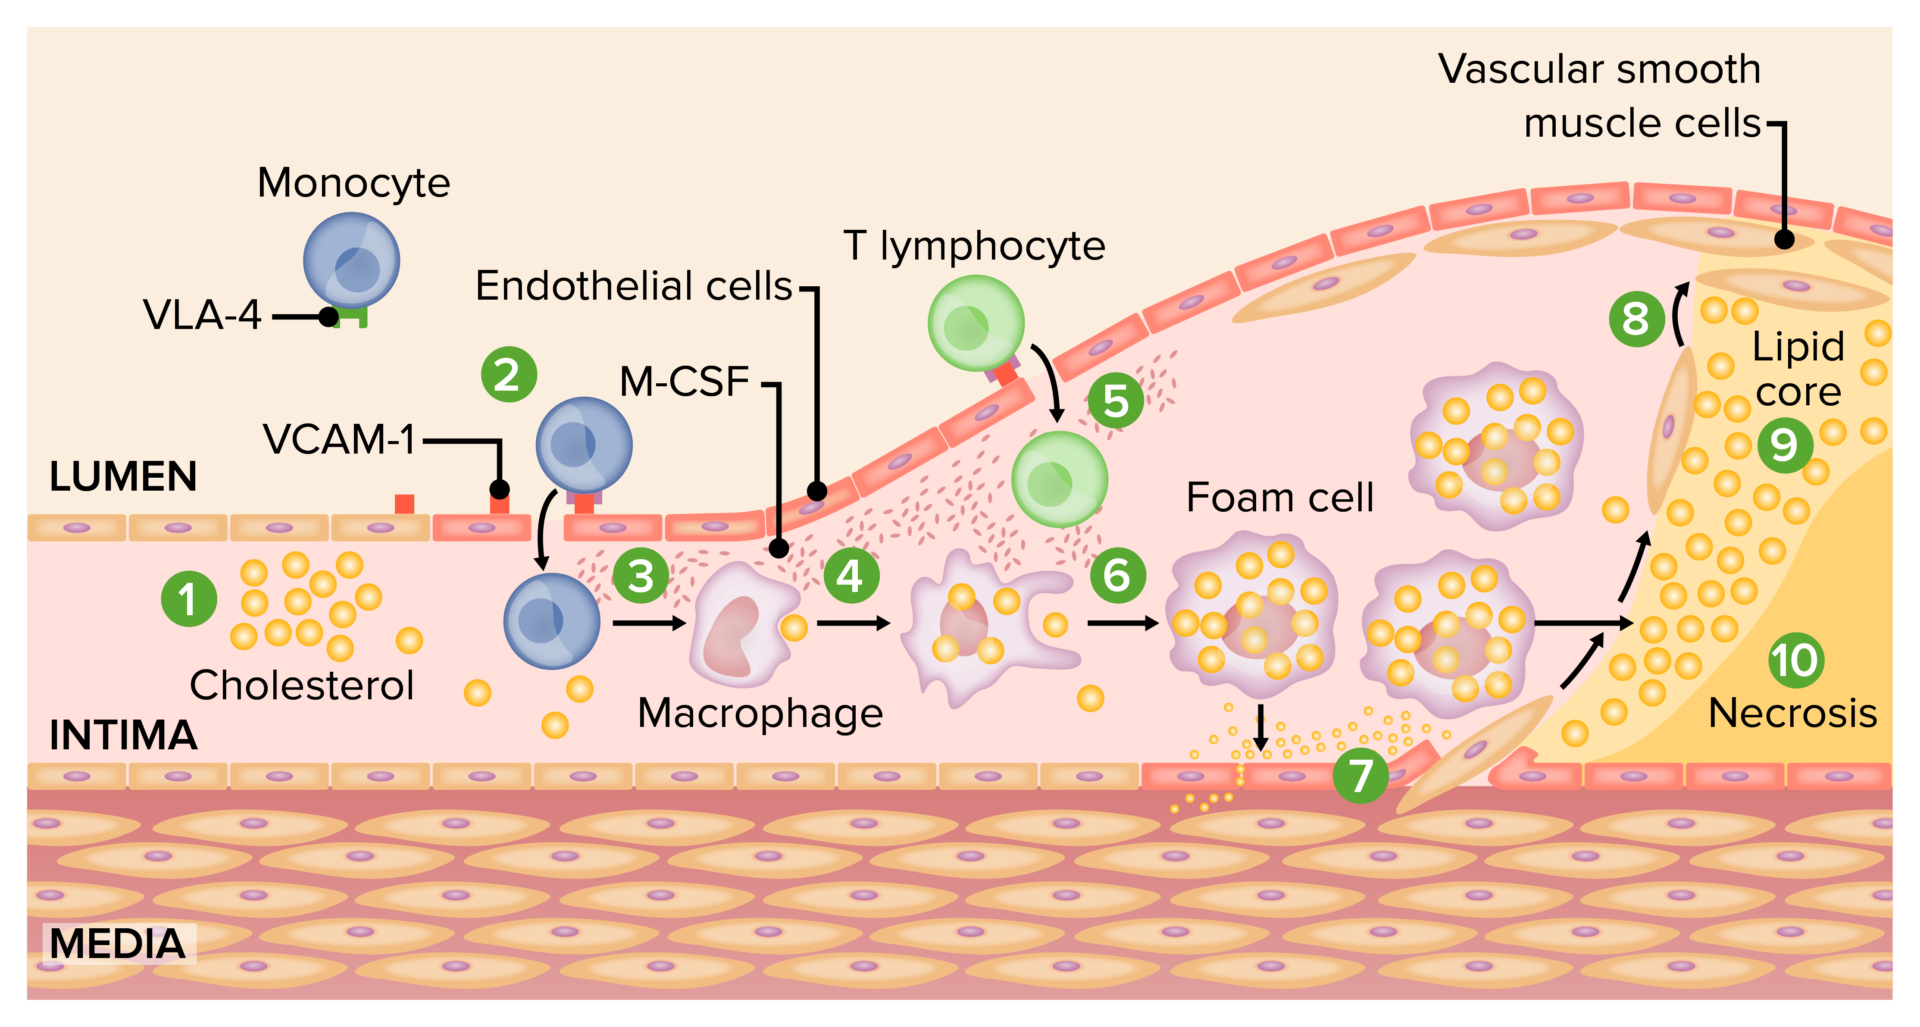 Vascular smooth
muscle cells
Monocyte
VLA-4
T lymphocyte
Endothelial cells
2
M-CSF
VCAM-1
LUMEN
8
Lipid
core
9
5
Foam cell
1
3
4
6
Cholesterol
Macrophage
INTIMA
10
Necrosis
7
MEDIA